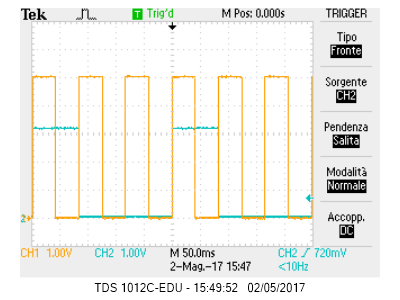 Tek T Trig'd M Pos: 0.000s TRIGGER
Tipo
Fronte
Sorgente
CH2
Pendenza
Salita
Modalità
Normale
Accopp.
DC
2
CH1 1.00V CH2 1.00V M 50.0ms CH2 / 720mV
2-Mag.-17 15:47 <10Hz
TDS 1012C-EDU - 15:49:52 02/05/2017